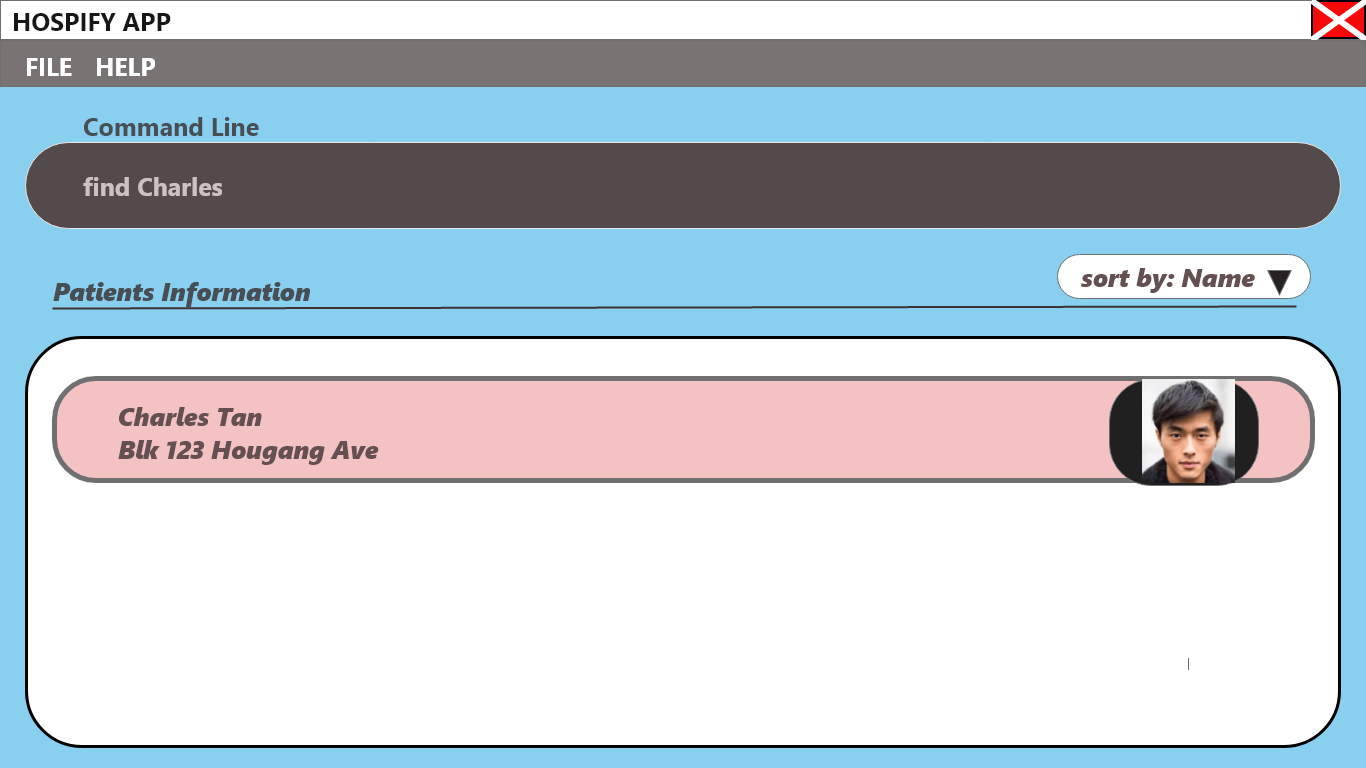 HOSPIFY APP
FILE HELP
Command Line
find Charles
Patients Information
sort by: Name
Charles Tan
Blk 123 Hougang Ave